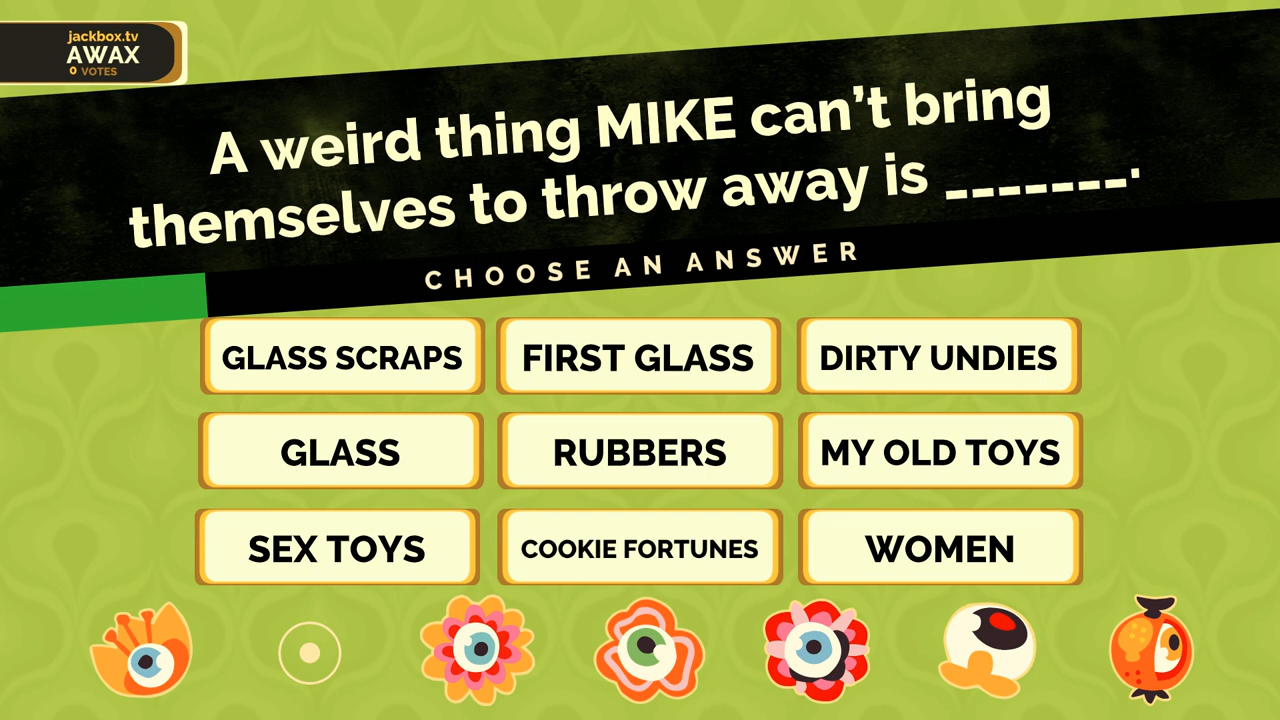 jackbox.tv
AWAX
0 VOTES
A weird thing MIKE can’t bring
themselves to throw away is _______.
CHOOSE AN ANSWER
GLASS SCRAPS
FIRST GLASS
DIRTY UNDIES
GLASS
RUBBERS
MY OLD TOYS
SEX TOYS
COOKIE FORTUNES
WOMEN